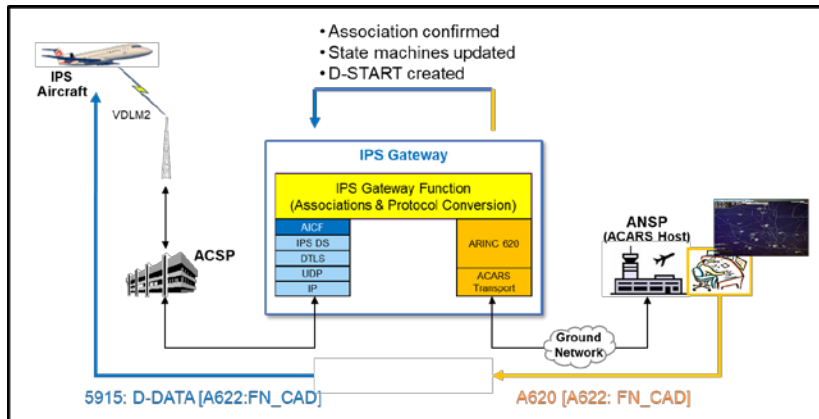 • Association confirmed
• State machines updated
• D-START created
IPS
Aircraft
VDLM2
IPS Gateway
IPS Gateway Function
(Associations & Protocol Conversion)
AICF
IPS DS
DTLS
UDP
IP
ARINC 620
ACARS
Transport
ACSP
ANSP
(ACARS Host)
Ground
Network
5915: D-DATA [A622:FN_CAD]
A620 [A622: FN_CAD]